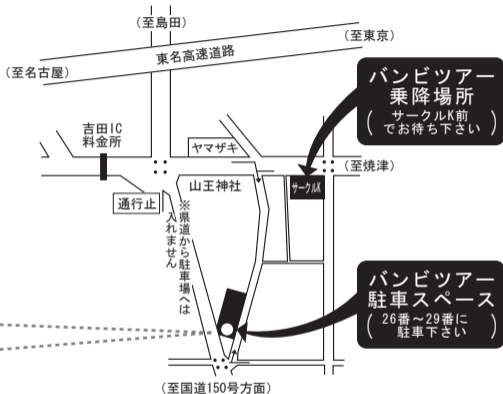 (至島田)
(至東京)
東名高速道路
(至名古屋)
バンビツアー
乗降場所
(サークルK前
でお待ち下さい)
吉田IC
料金所
ヤマザキ
(至焼津)
山王神社
サークルK
通行止
※県道から駐車場へは
入れません
バンビツアー
駐車スペース
(26番～29番に
駐車下さい)
(至国道150号方面)